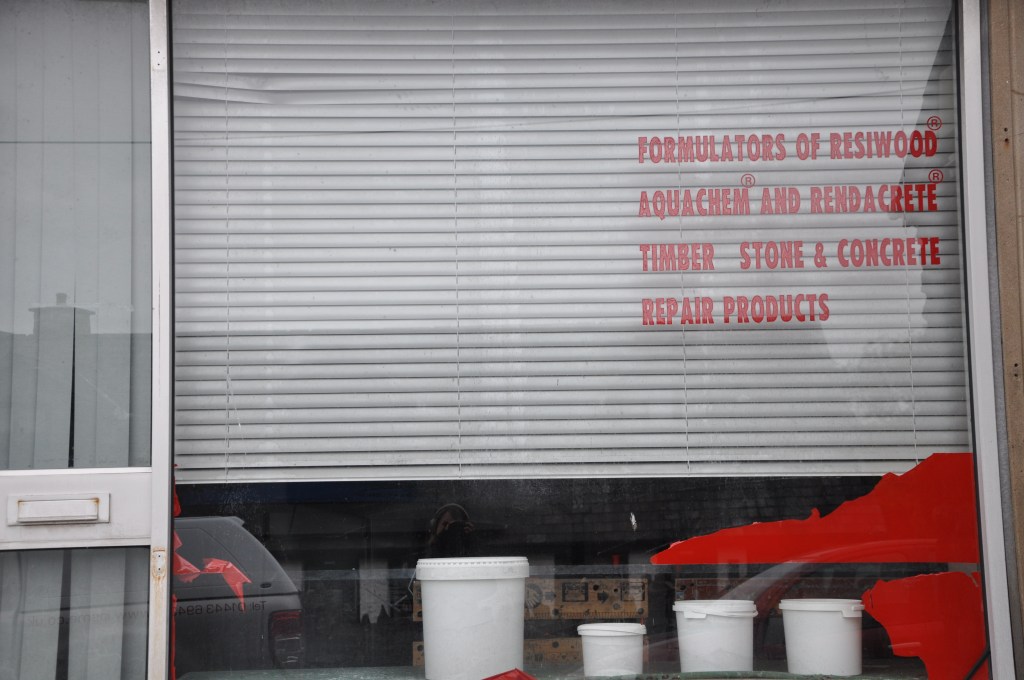 FORMULATORS OF RESIWOOD®
AQUACHEM® AND RENDACRETE®
TIMBER STONE & CONCRETE
REPAIR PRODUCTS